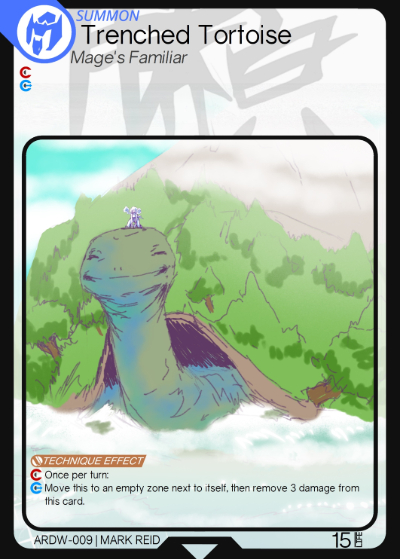 SUMMON
Trenched Tortoise
Mage's Familiar
C
C
TECHNIQUE EFFECT
C Once per turn:
C Move this to an empty zone next to itself, then remove 3 damage from
this card.
ARDW-009 | MARK REID
15 LIFE